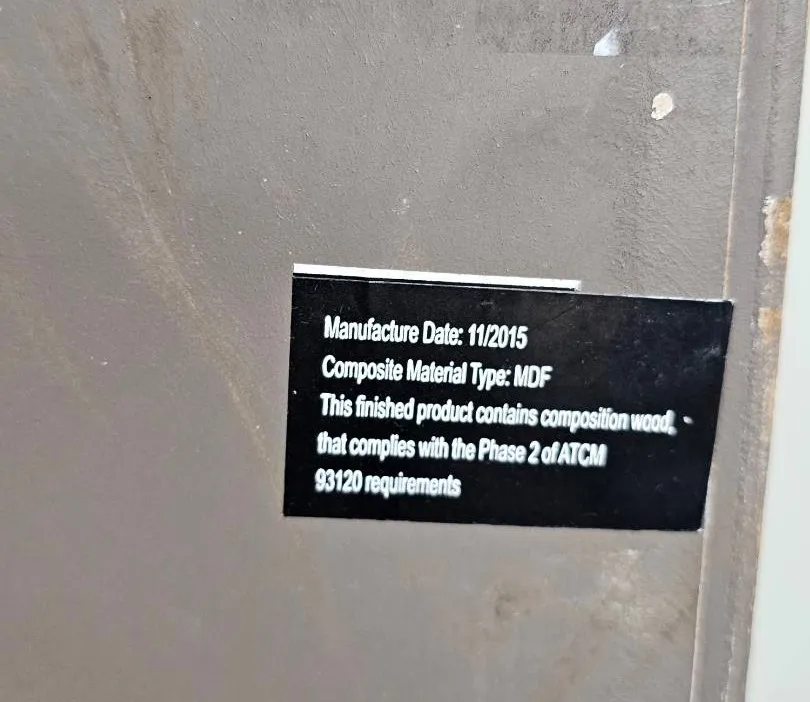 Manufacture Date: 11/2015
Composite Material Type: MDF
This finished product contains composition wood,
that complies with the Phase 2 of ATCM
93120 requirements